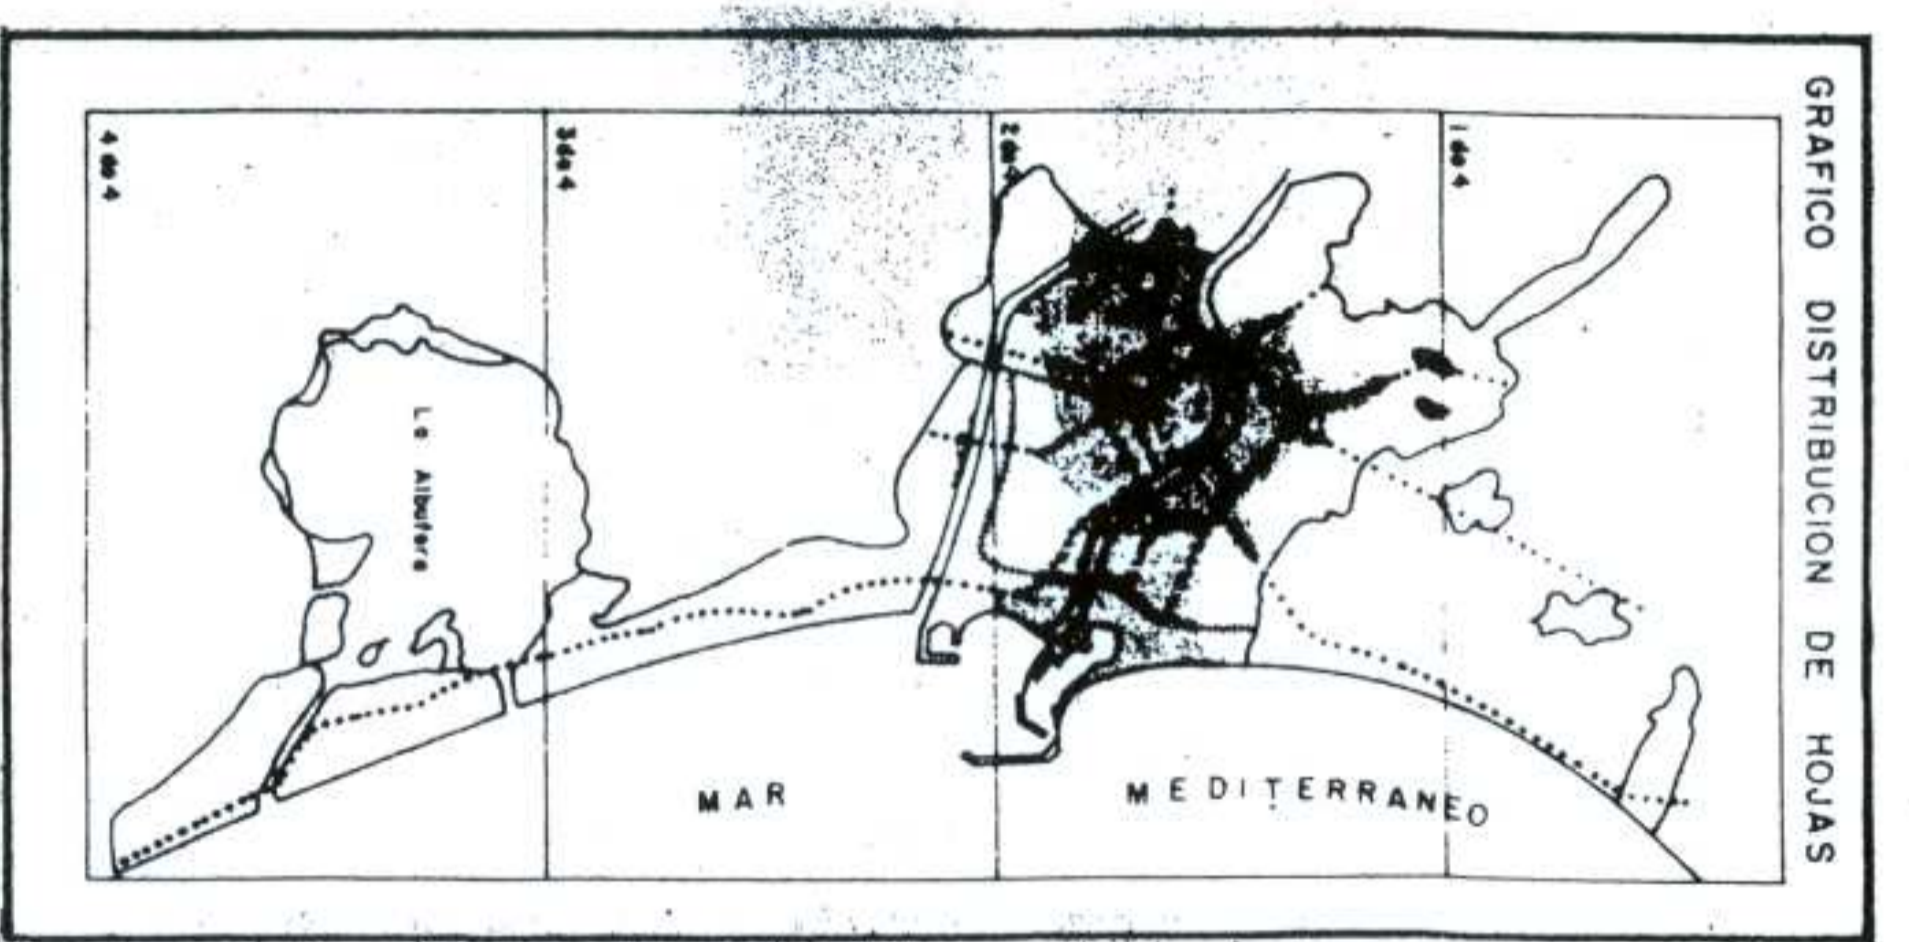 GRAFICO DISTRIBUCION DE HOJAS
1 de 4
2 de 4
3 de 4
4 de 4
La Albufera
MAR MEDITERRANEO